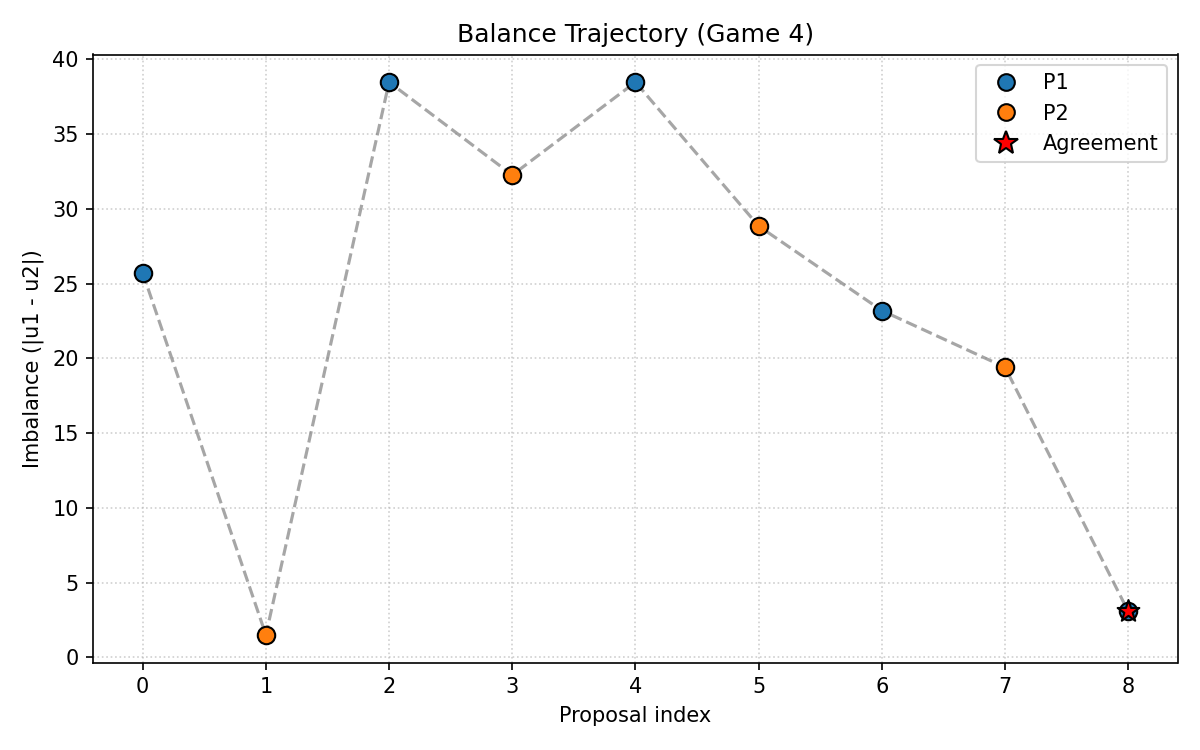 Balance Trajectory (Game 4)
P1
P2
Agreement
Imbalance (|u1 - u2|)
40
35
30
25
20
15
10
5
0
0 1 2 3 4 5 6 7 8
Proposal index